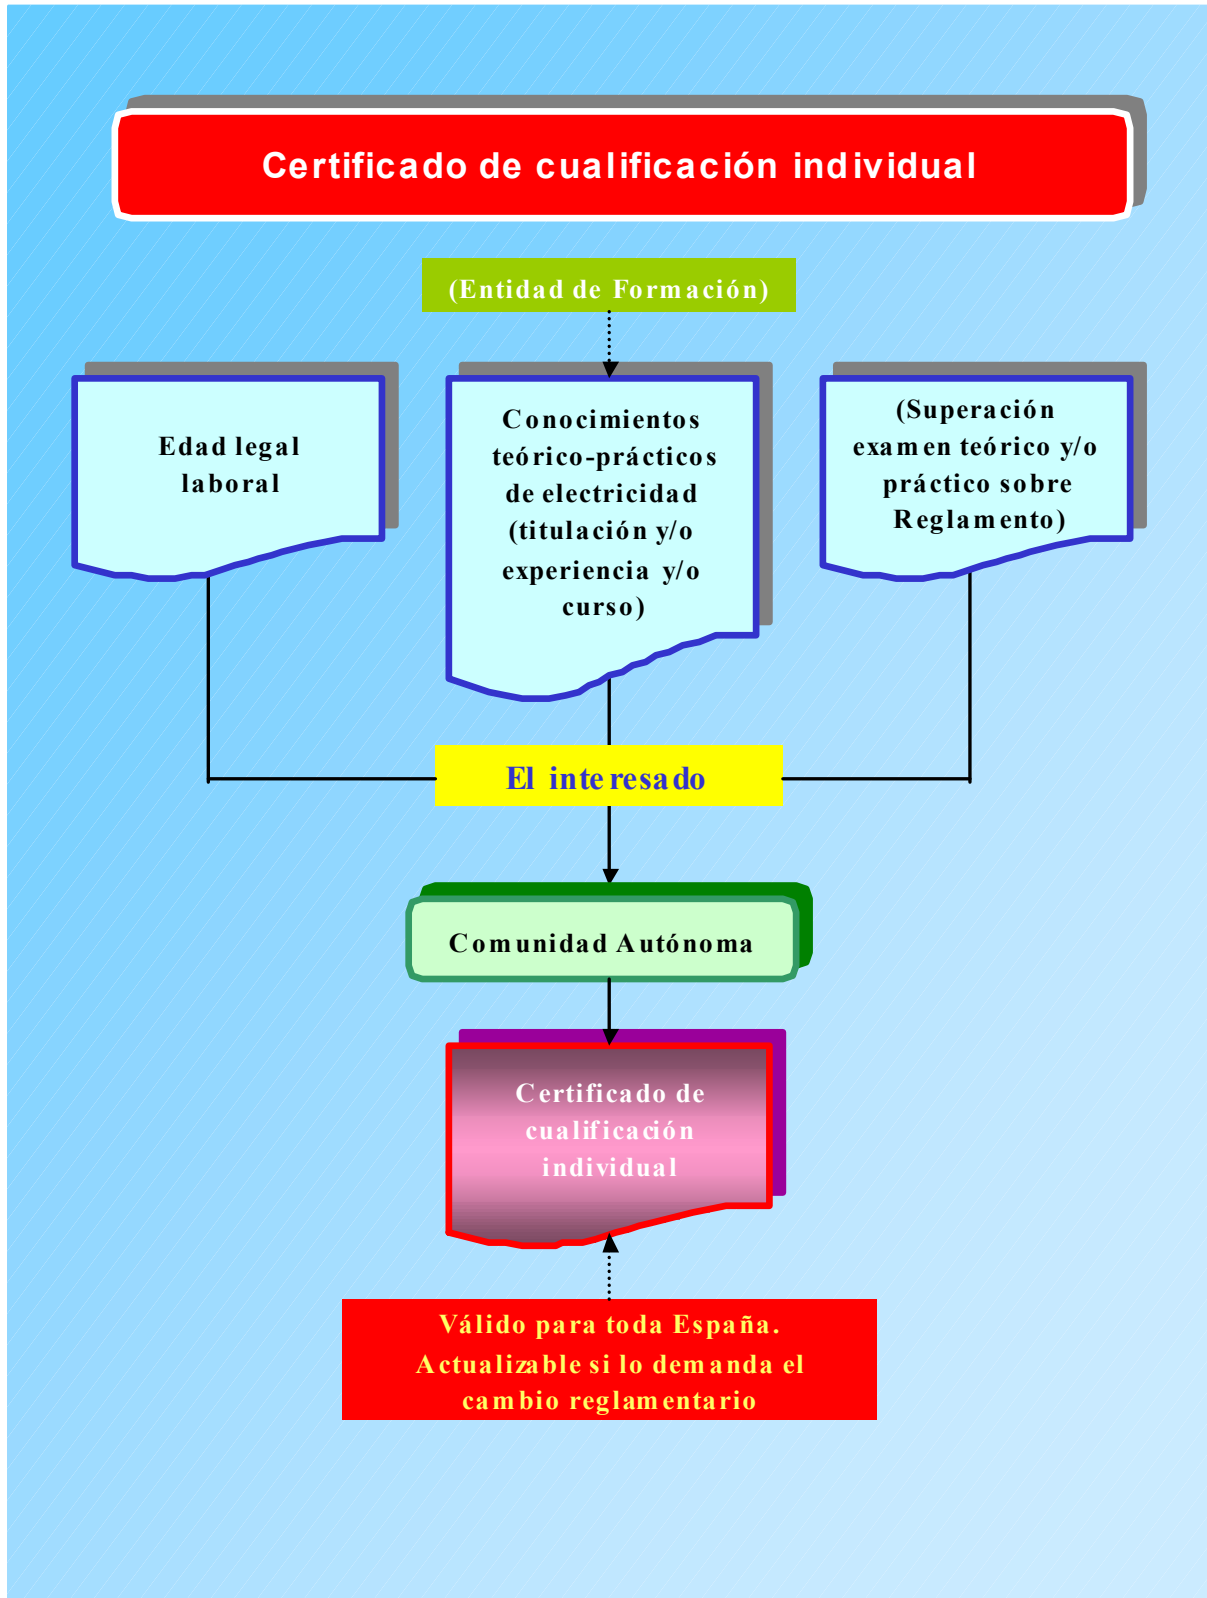 Certificado de cualificación individual
(Entidad de Formación)
Edad legal
laboral
Conocimientos
teórico-prácticos
de electricidad
(titulación y/o
experiencia y/o
curso)
(Superación
examen teórico y/o
práctico sobre
Reglamento)
El interesado
Comunidad Autónoma
Certificado de
cualificación
individual
Válido para toda España.
Actualizable si lo demanda el
cambio reglamentario